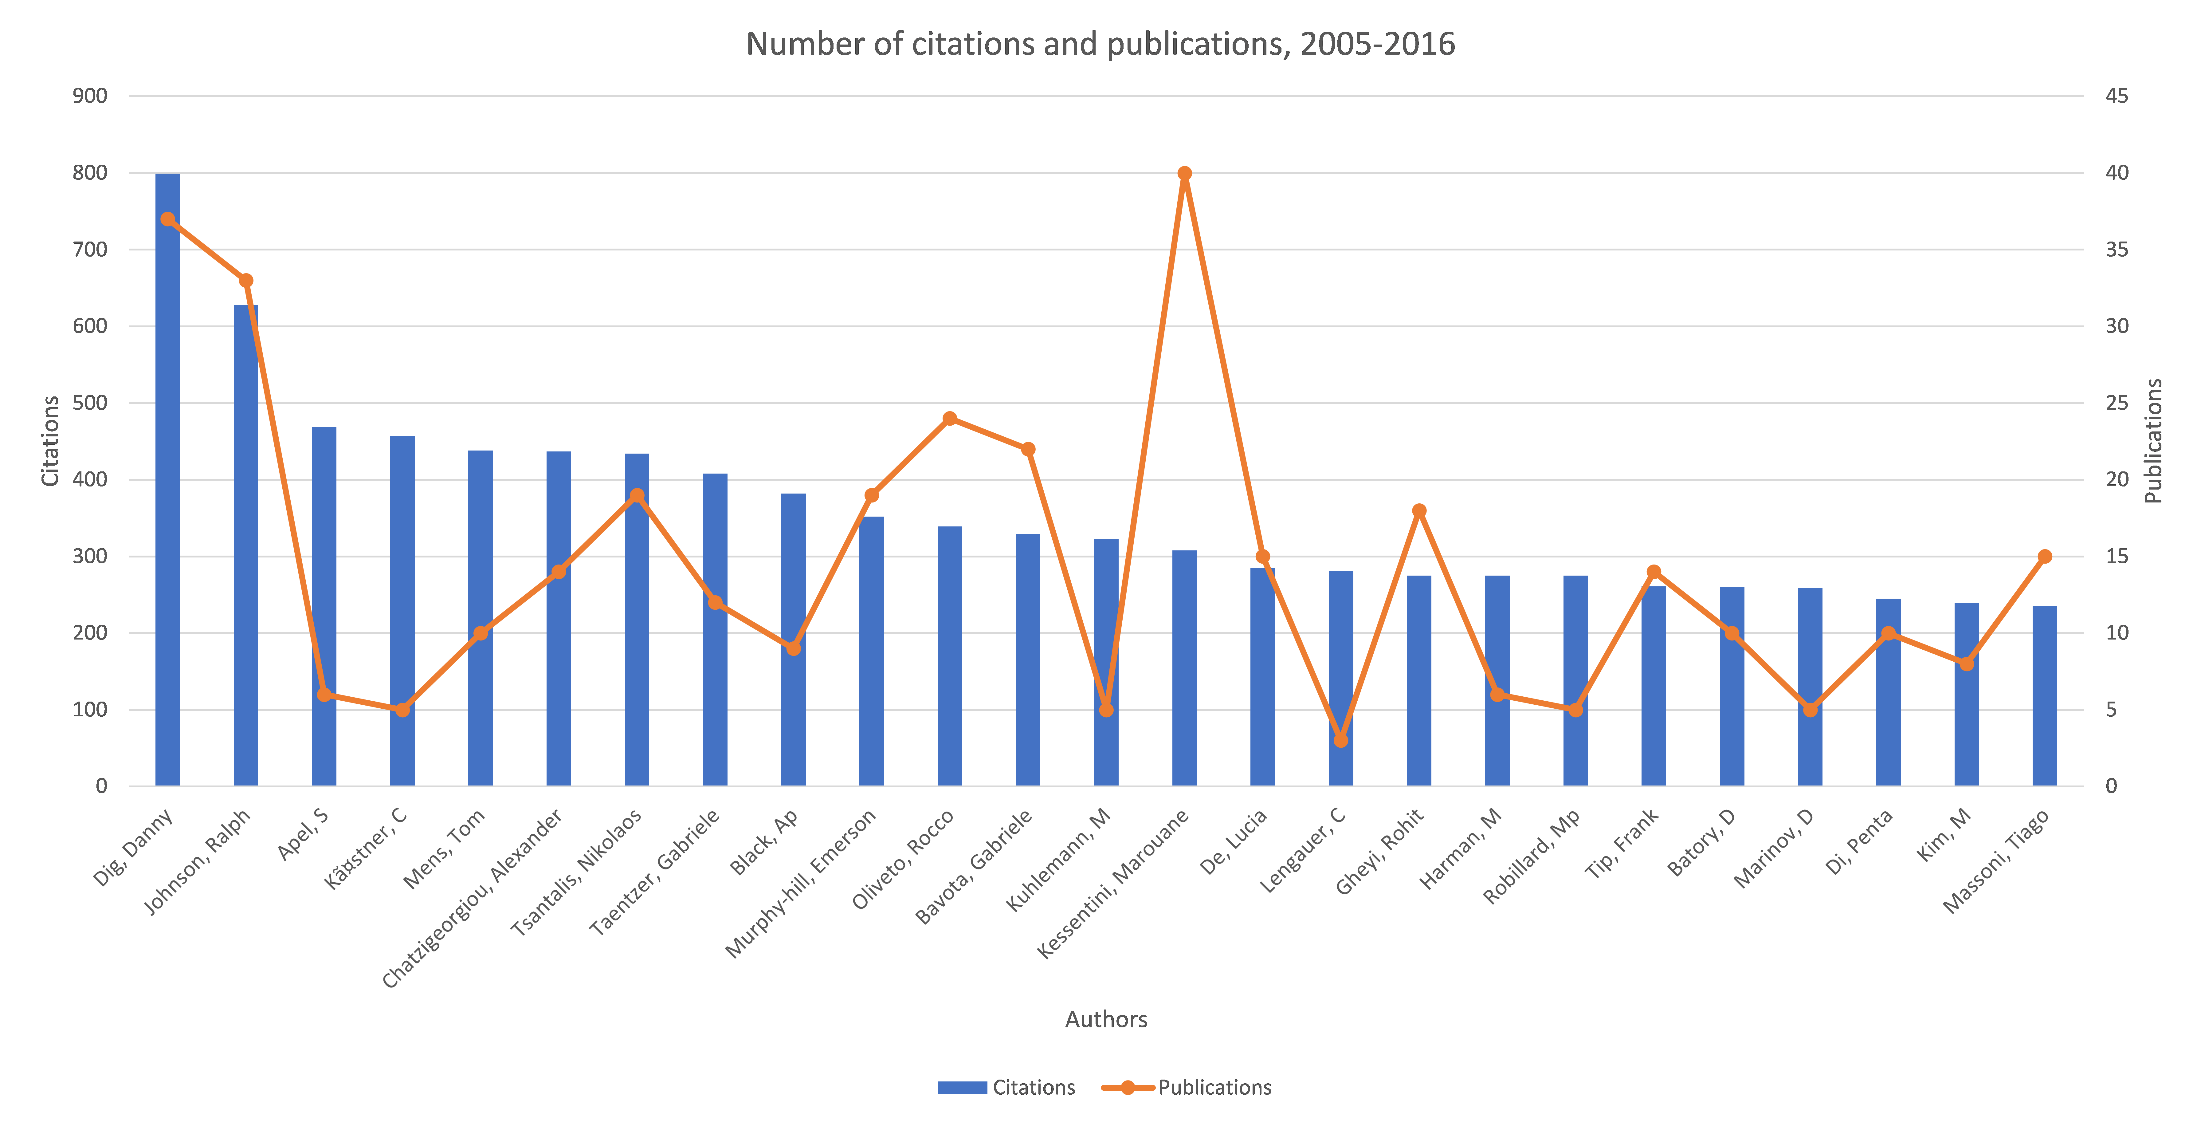 Number of citations and publications, 2005-2016
900
800
700
600
500
400
300
200
100
0
Citations
45
40
35
30
25
20
15
10
5
0
Publications
Dig, Danny
Johnson, Ralph
Apel, S
Mens, Tom
Chatzigeorgiou, Alexander
Tsantalis, Nikolaos
Taentzer, Gabriele
Black, Ap
Murphy-hill, Emerson
Oliveto, Rocco
Bavota, Gabriele
Kuhlemann, M
Kessentini, Marouane
De, Lucia
Lengauer, C
Gheyi, Rohit
Harman, M
Robillard, Mp
Tip, Frank
Batory, D
Marinov, D
Di, Penta
Kim, M
Massoni, Tiago
Authors
Citations
Publications